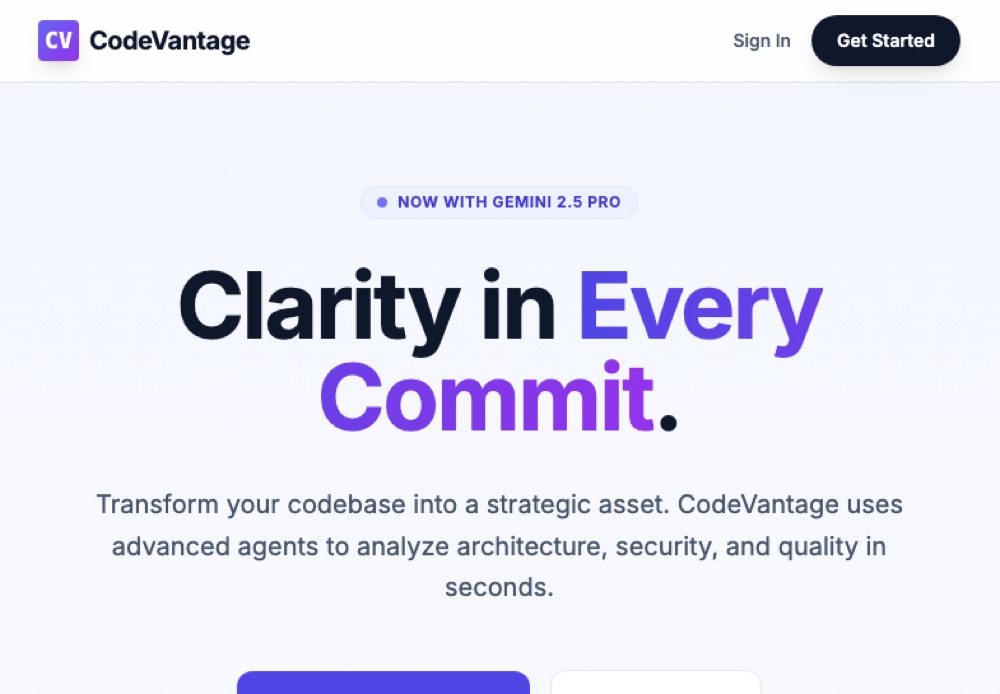 CV CodeVantage
Sign In
Get Started
NOW WITH GEMINI 2.5 PRO
Clarity in Every
Commit.
Transform your codebase into a strategic asset. CodeVantage uses
advanced agents to analyze architecture, security, and quality in
seconds.